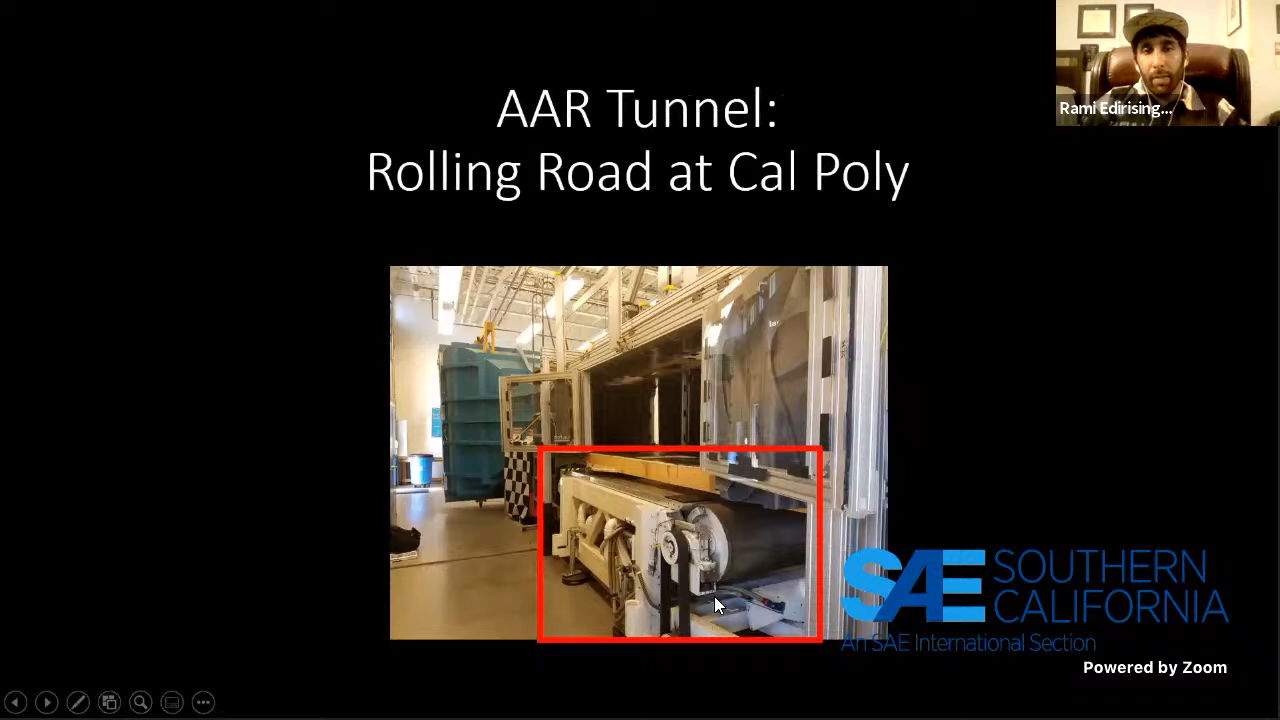 AAR Tunnel:
Rolling Road at Cal Poly
Rami Edirising...
SAE SOUTHERN
CALIFORNIA
An SAE International Section
Powered by Zoom